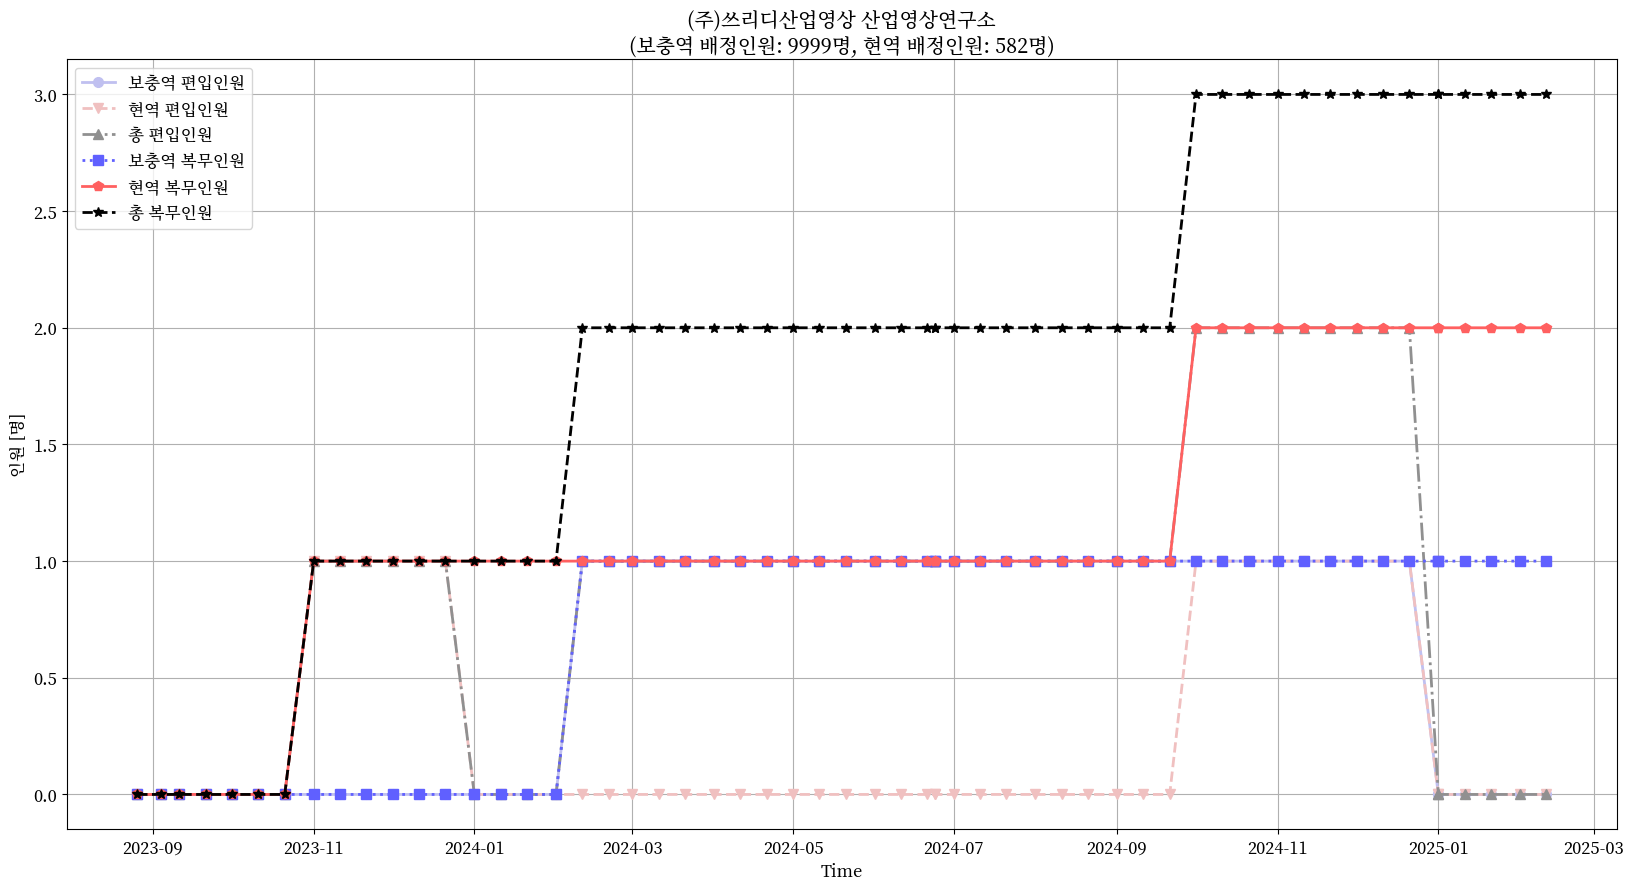 (주)쓰리디산업영상 산업영상연구소
(보충역 배정인원: 9999명, 현역 배정인원: 582명)
보충역 편입인원
현역 편입인원
총 편입인원
보충역 복무인원
현역 복무인원
총 복무인원
3.0
2.5
2.0
1.5
1.0
0.5
0.0
인원 [명]
2023-09
2023-11
2024-01
2024-03
2024-05
2024-07
2024-09
2024-11
2025-01
2025-03
Time